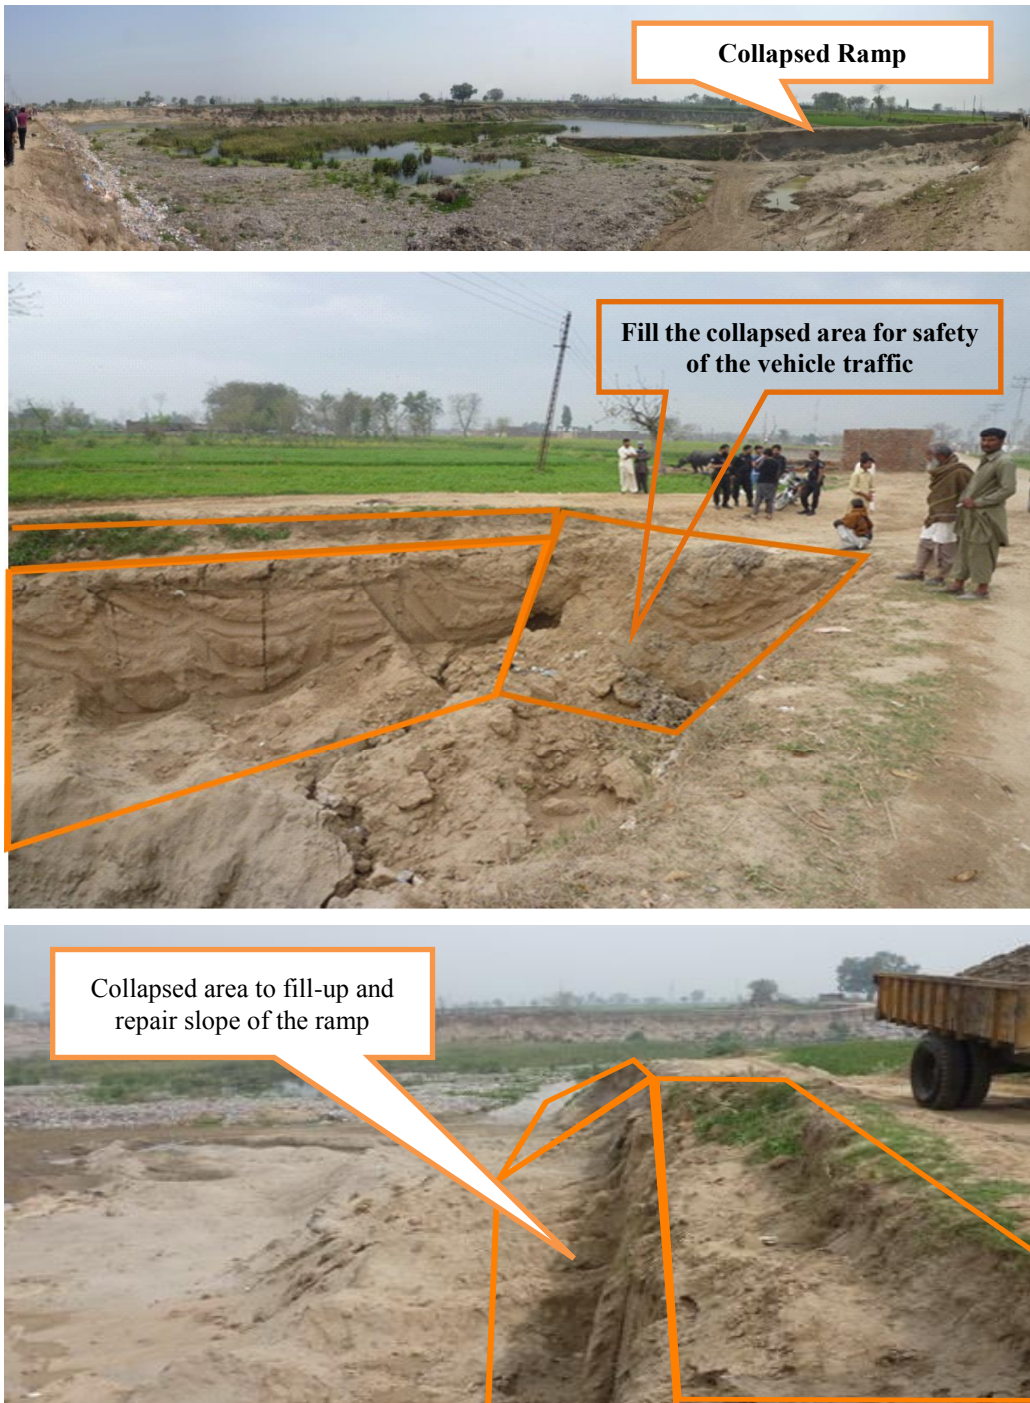 Collapsed Ramp
Fill the collapsed area for safety
of the vehicle traffic
Collapsed area to fill-up and
repair slope of the ramp